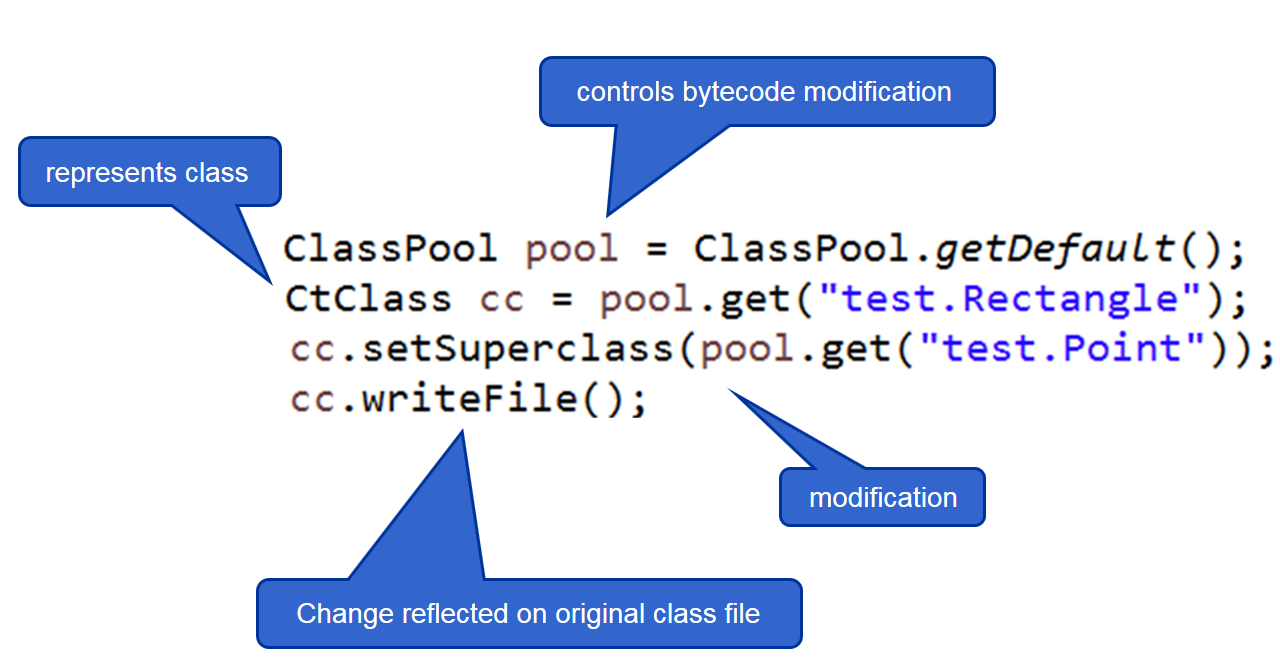 controls bytecode modification
represents class
ClassPool pool = ClassPool.getDefault();
CtClass cc = pool.get("test.Rectangle");
cc.setSuperclass(pool.get("test.Point"));
cc.writeFile();
modification
Change reflected on original class file